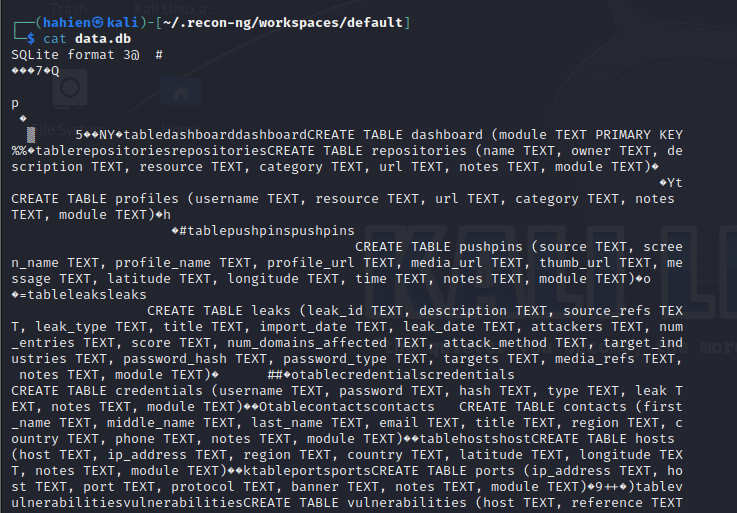 Trash
Kali Linux a...
┌──(hahien㉿kali)-[~/.recon-ng/workspaces/default]
└─$ cat data.db
SQLite format 3@  #
���7�Q
p
�
▒     5��NY�tabledashboarddashboardCREATE TABLE dashboard (module TEXT PRIMARY KEY
%%�tablerepositoriesrepositoriesCREATE TABLE repositories (name TEXT, owner TEXT, de
scription TEXT, resource TEXT, category TEXT, url TEXT, notes TEXT, module TEXT)�
�Yt
CREATE TABLE profiles (username TEXT, resource TEXT, url TEXT, category TEXT, notes
TEXT, module TEXT)�h
�#tablepushpinspushpins
CREATE TABLE pushpins (source TEXT, scree
n_name TEXT, profile_name TEXT, profile_url TEXT, media_url TEXT, thumb_url TEXT, me
ssage TEXT, latitude TEXT, longitude TEXT, time TEXT, notes TEXT, module TEXT)�o
�=tableleaksleaks
CREATE TABLE leaks (leak_id TEXT, description TEXT, source_refs TEX
T, leak_type TEXT, title TEXT, import_date TEXT, leak_date TEXT, attackers TEXT, num
_entries TEXT, score TEXT, num_domains_affected TEXT, attack_method TEXT, target_ind
ustries TEXT, password_hash TEXT, password_type TEXT, targets TEXT, media_refs TEXT,
notes TEXT, module TEXT)�      ##�otablecredentialscredentials
CREATE TABLE credentials (username TEXT, password TEXT, hash TEXT, type TEXT, leak T
EXT, notes TEXT, module TEXT)��Otablecontactscontacts   CREATE TABLE contacts (first
_name TEXT, middle_name TEXT, last_name TEXT, email TEXT, title TEXT, region TEXT, c
ountry TEXT, phone TEXT, notes TEXT, module TEXT)��tablehostshostCREATE TABLE hosts
(host TEXT, ip_address TEXT, region TEXT, country TEXT, latitude TEXT, longitude TEX
T, notes TEXT, module TEXT)��ktableportsportsCREATE TABLE ports (ip_address TEXT, ho
st TEXT, port TEXT, protocol TEXT, banner TEXT, notes TEXT, module TEXT)�9++�)tablev
ulnerabilitiesvulnerabilitiesCREATE TABLE vulnerabilities (host TEXT, reference TEXT